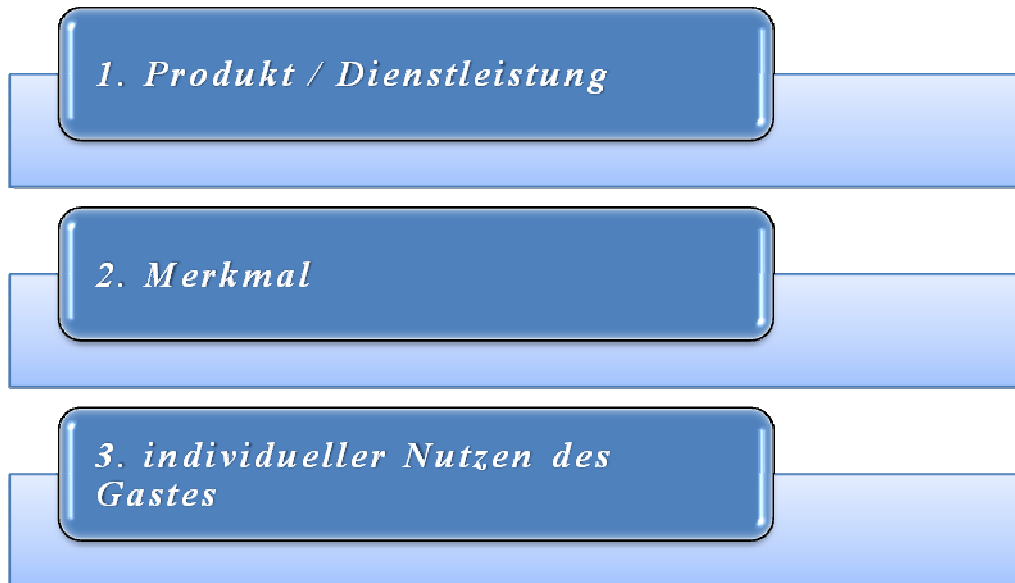 1. Produkt / Dienstleistung
2. Merkmal
3. individueller Nutzen des
Gastes